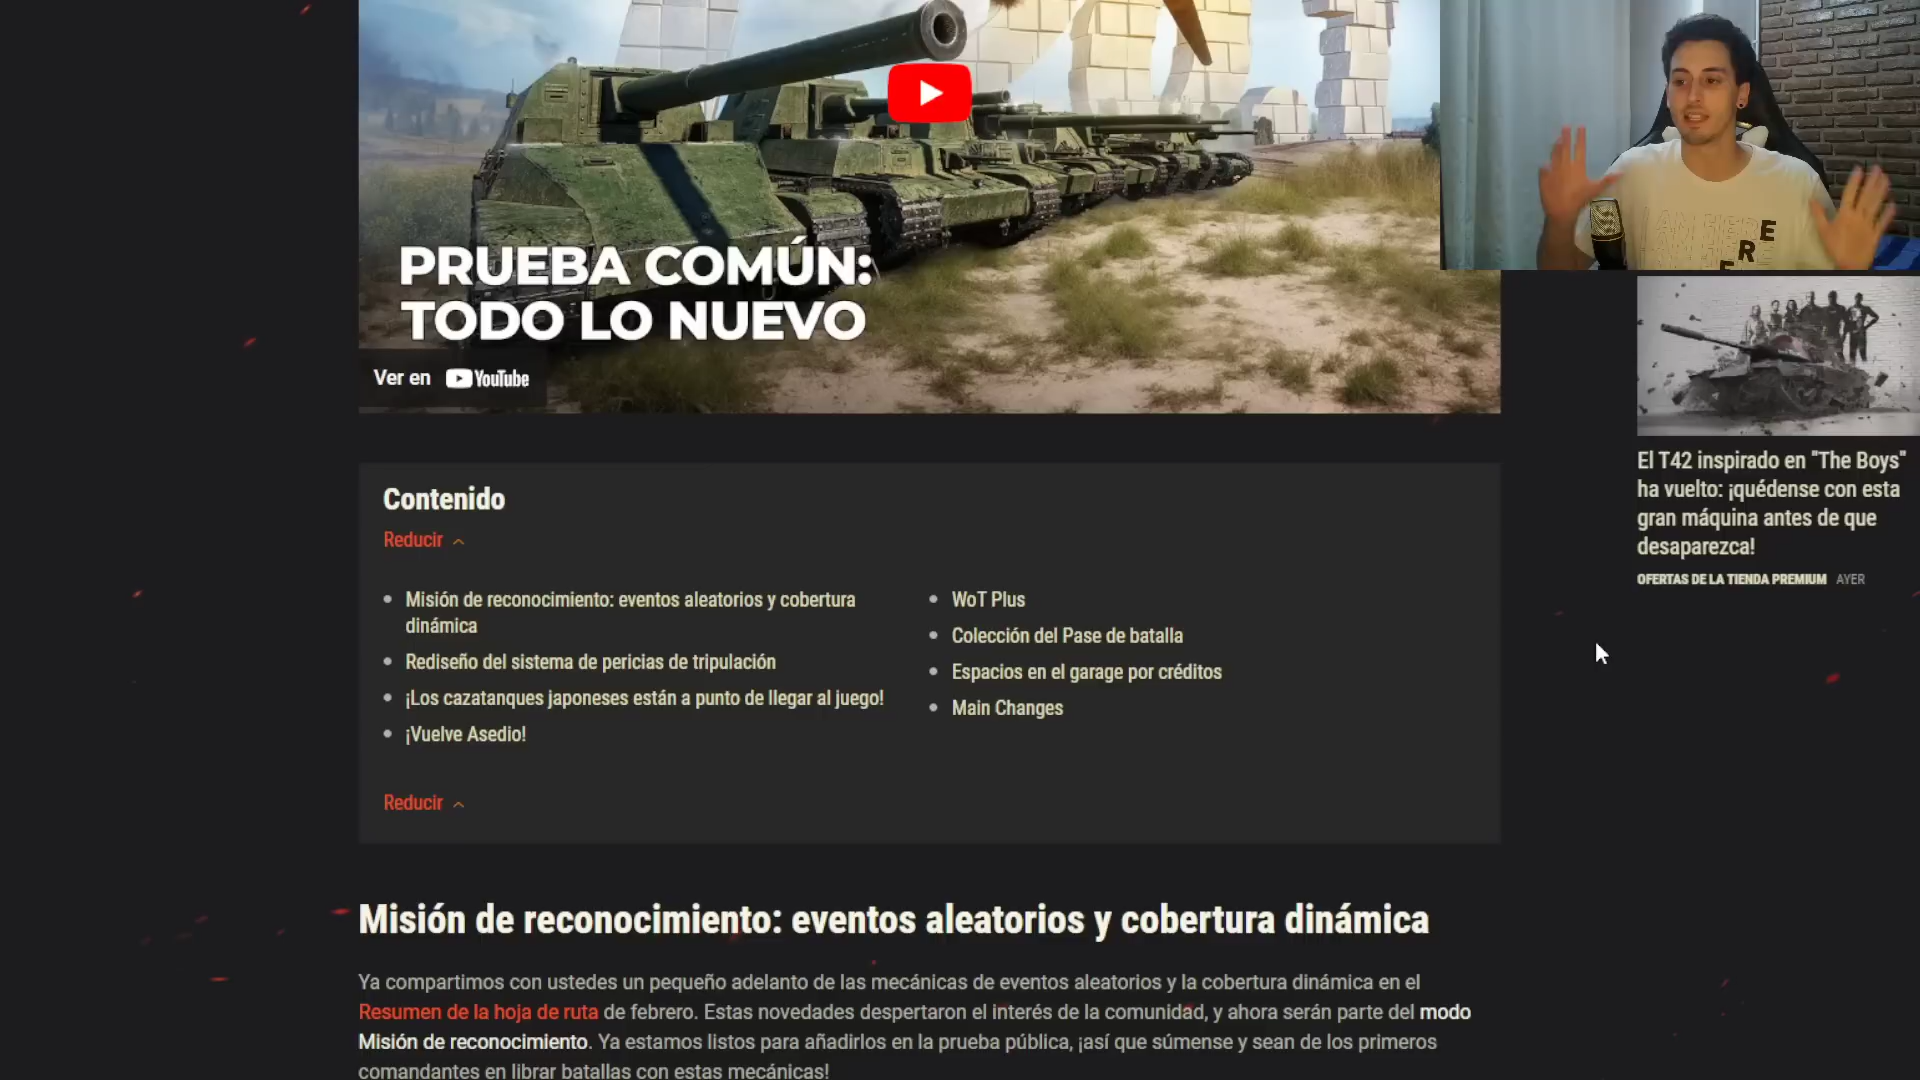 PRUEBA COMÚN:
TODO LO NUEVO
Ver en YouTube
Contenido
Reducir
Misión de reconocimiento: eventos aleatorios y cobertura
dinámica
Rediseño del sistema de pericias de tripulación
¡Los cazatanques japoneses están a punto de llegar al juego!
¡Vuelve Asedio!
WoT Plus
Colección del Pase de batalla
Espacios en el garage por créditos
Main Changes
Reducir
Misión de reconocimiento: eventos aleatorios y cobertura dinámica
Ya compartimos con ustedes un pequeño adelanto de las mecánicas de eventos aleatorios y la cobertura dinámica en el
Resumen de la hoja de ruta de febrero. Estas novedades despertaron el interés de la comunidad, y ahora serán parte del modo
Misión de reconocimiento. Ya estamos listos para añadirlos en la prueba pública, ¡así que súmense y sean de los primeros
comandantes en librar batallas con estas mecánicas!
El T42 inspirado en "The Boys"
ha vuelto: ¡quédense con esta
gran máquina antes de que
desaparezca!
OFERTAS DE LA TIENDA PREMIUM AYER